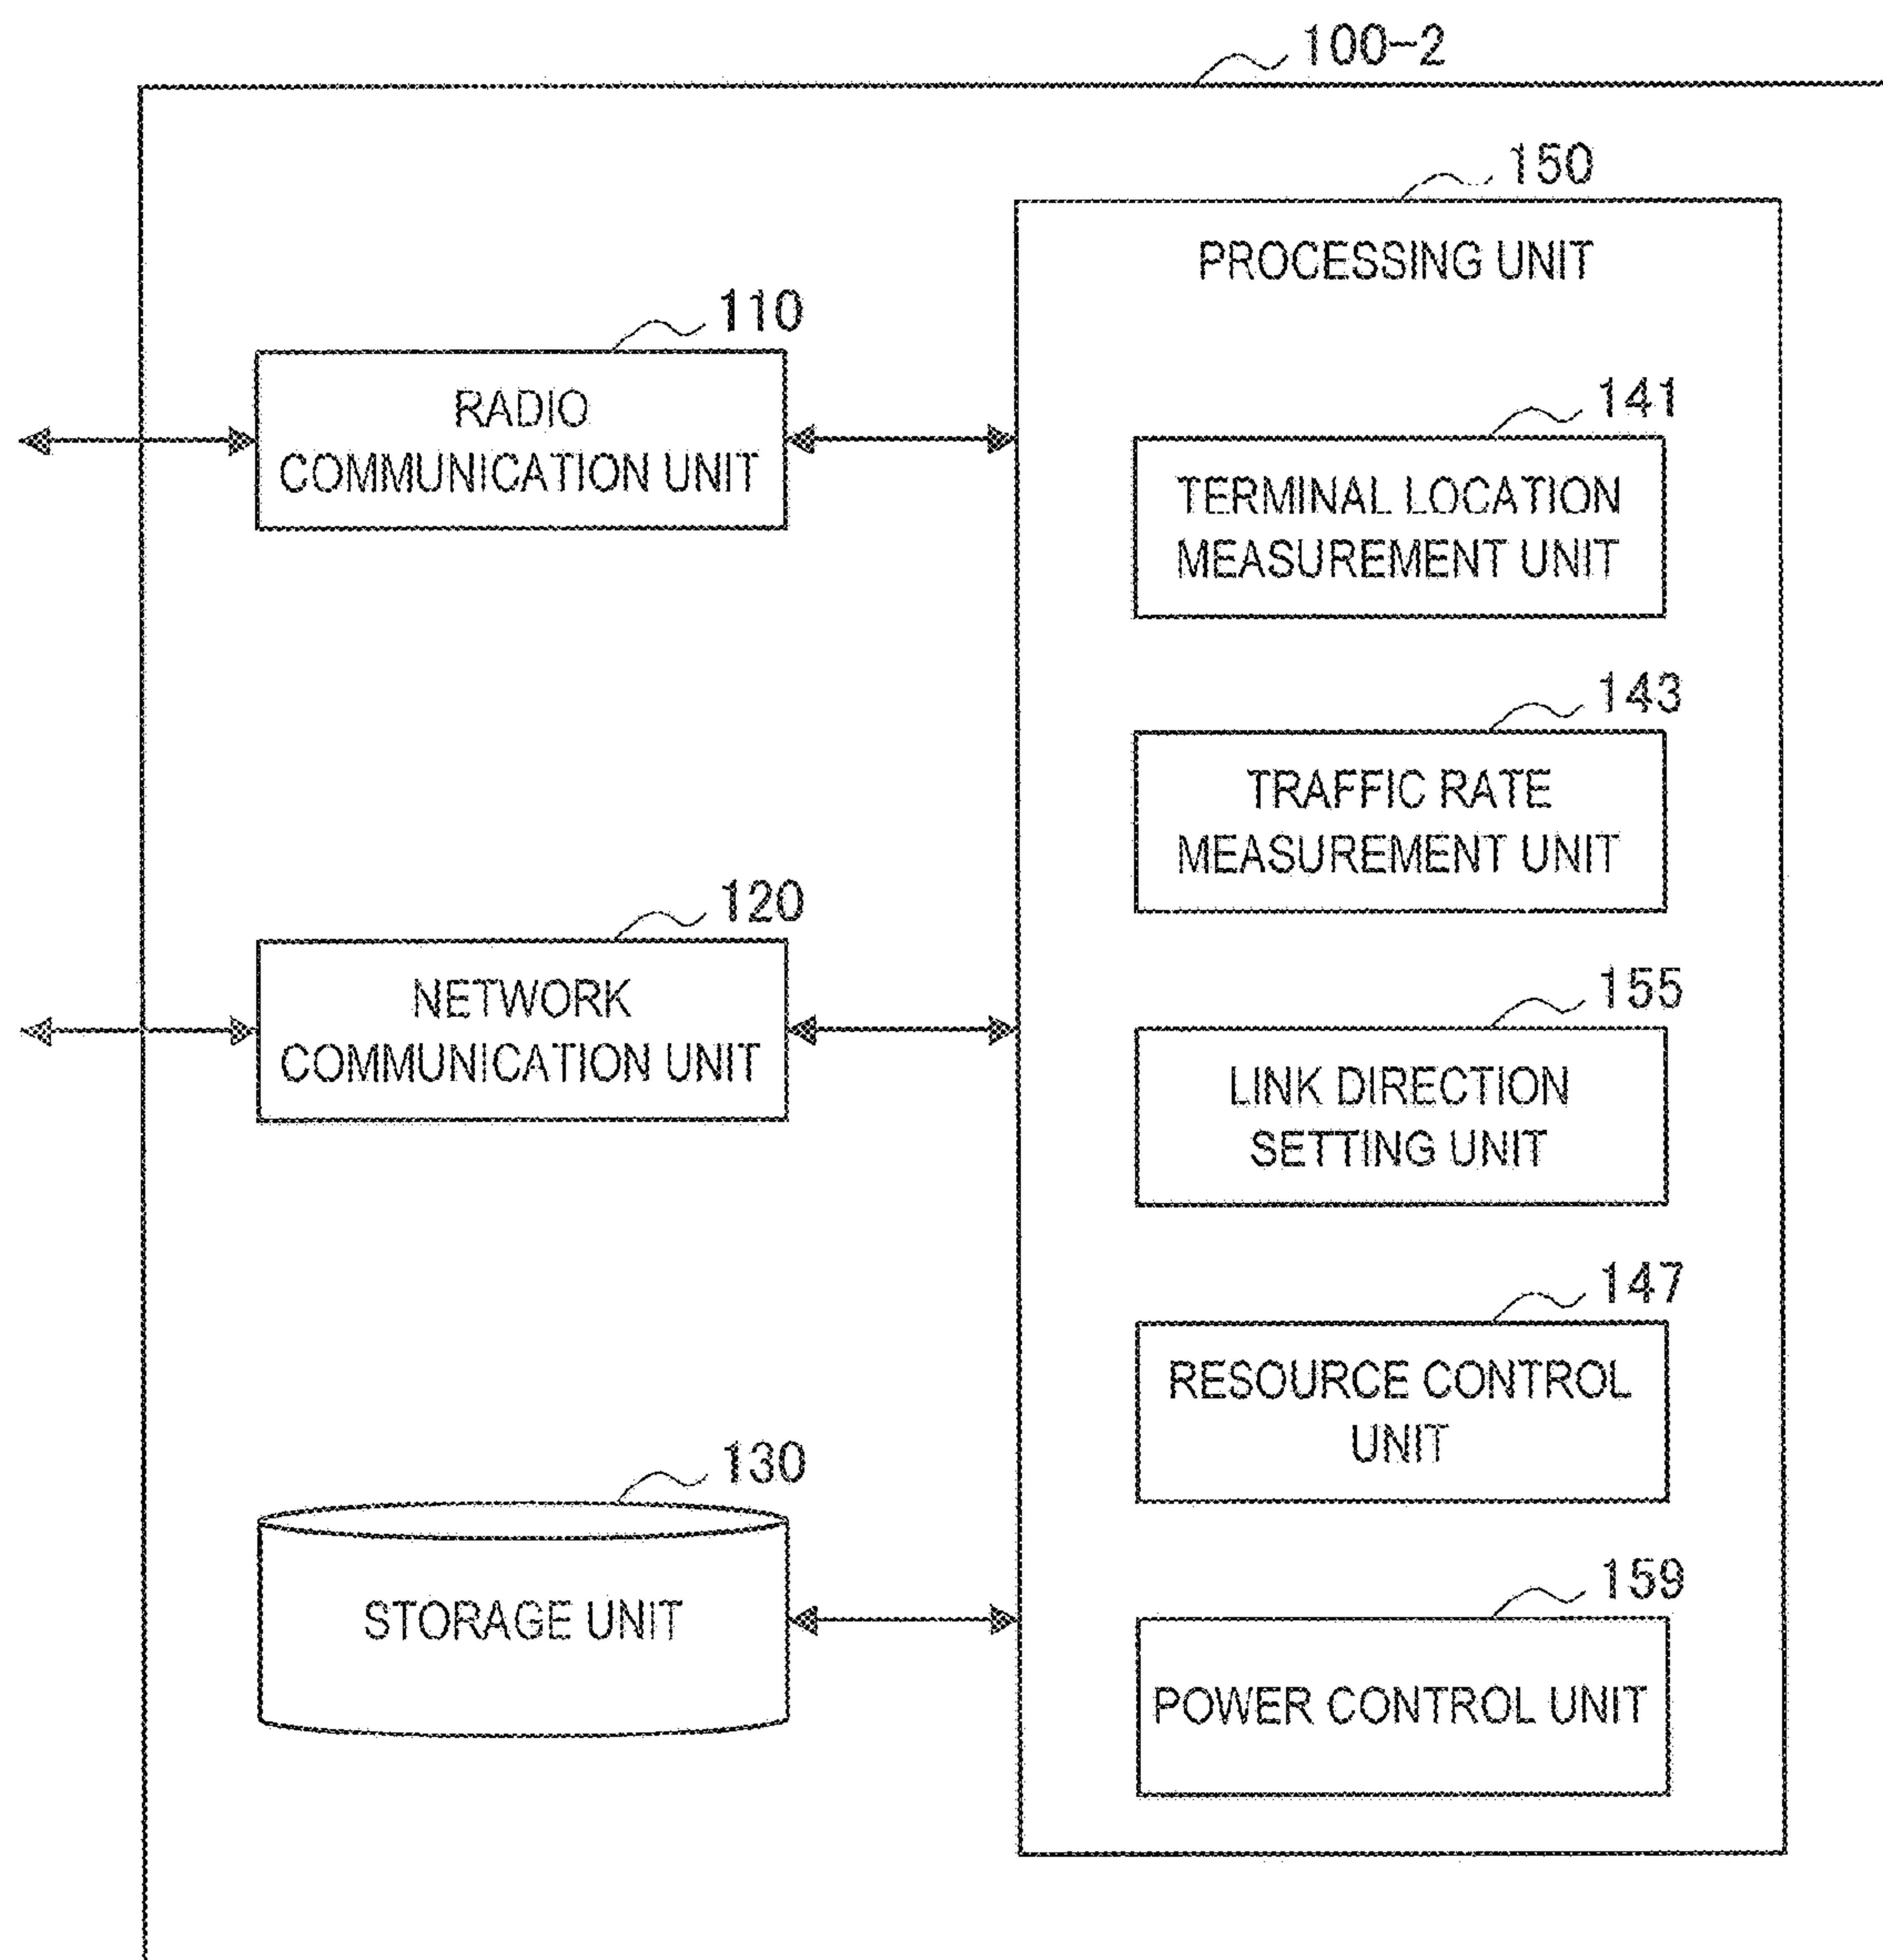 100-2
150
PROCESSING UNIT
110
RADIO
COMMUNICATION UNIT
141
TERMINAL LOCATION
MEASUREMENT UNIT
143
TRAFFIC RATE
MEASUREMENT UNIT
120
NETWORK
COMMUNICATION UNIT
155
LINK DIRECTION
SETTING UNIT
147
RESOURCE CONTROL
UNIT
130
STORAGE UNIT
159
POWER CONTROL UNIT